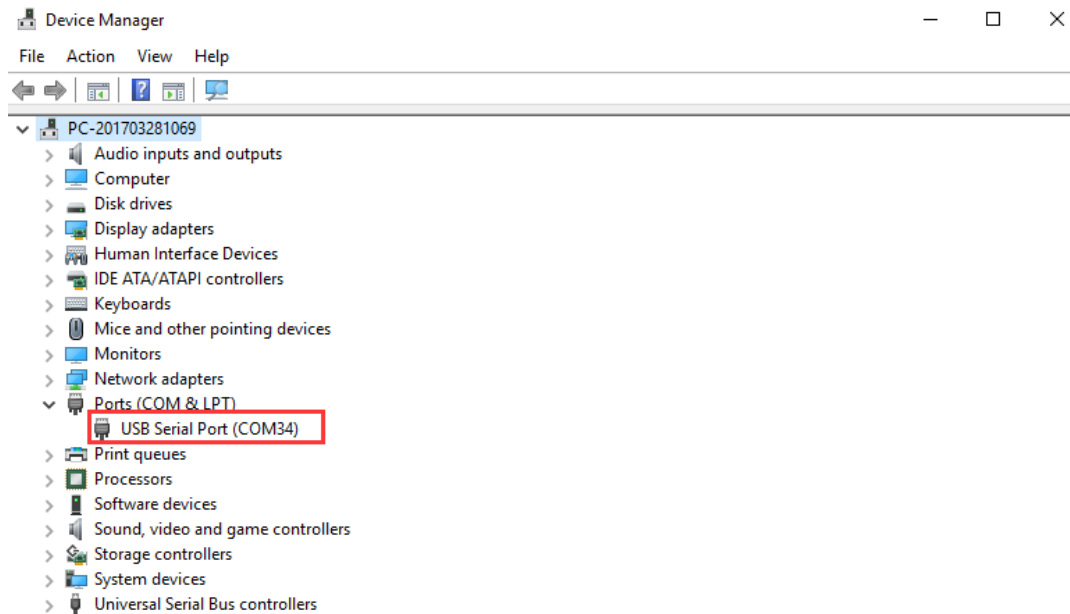 Device Manager
File Action View Help
PC-201703281069
Audio inputs and outputs
Computer
Disk drives
Display adapters
Human Interface Devices
IDE ATA/ATAPI controllers
Keyboards
Mice and other pointing devices
Monitors
Network adapters
Ports (COM & LPT)
USB Serial Port (COM34)
Print queues
Processors
Software devices
Sound, video and game controllers
Storage controllers
System devices
Universal Serial Bus controllers